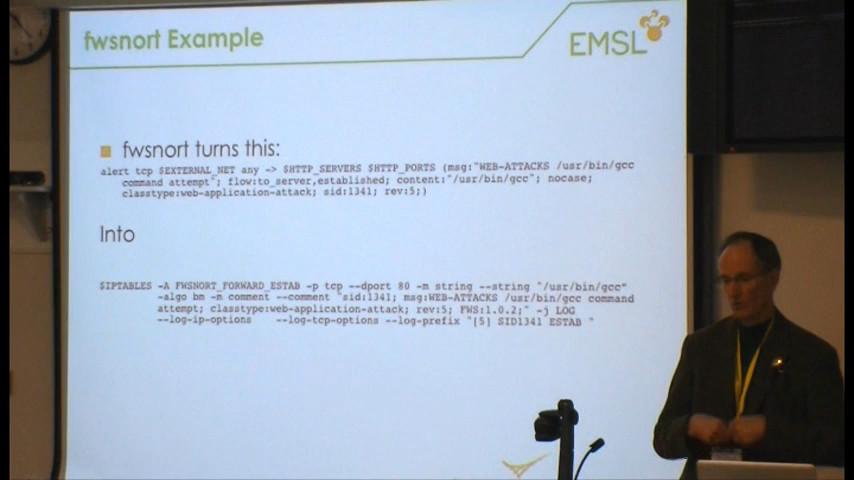 fwsnort Example
EMSL
fwsnort turns this:
alert tcp $EXTERNAL_NET any -> $HTTP_SERVERS $HTTP_PORTS (msg:"WEB-ATTACKS /usr/bin/gcc
command attempt"; flow:to_server,established; content:"/usr/bin/gcc"; nocase;
classtype:web-application-attack; sid:1341; rev:5;)
Into
$IPTABLES -A FWSNORT_FORWARD_ESTAB -p tcp --dport 80 -m string --string "/usr/bin/gcc"
-algo bm -m comment --comment "sid:1341; msg:WEB-ATTACKS /usr/bin/gcc command
attempt; classtype:web-application-attack; rev:5; FWS:1.0.2;" -j LOG
--log-ip-options --log-tcp-options --log-prefix "[5] SID1341 ESTAB "